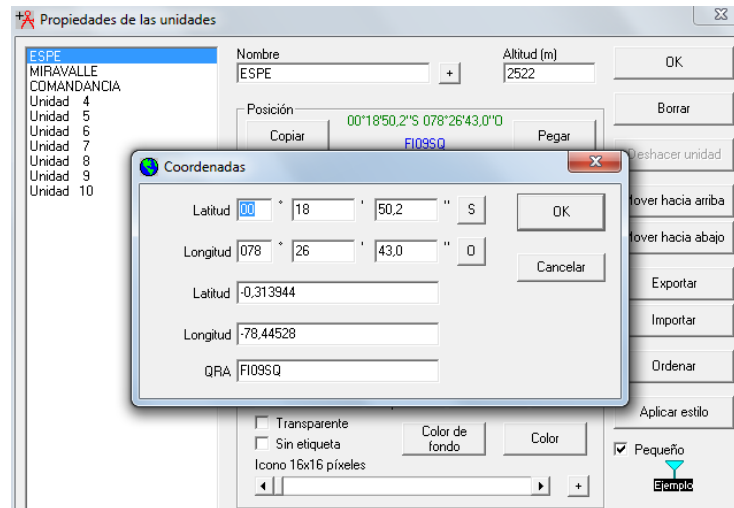 Propiedades de las unidades
ESPE
MIRAVALLE
COMANDANCIA
Unidad 4
Unidad 5
Unidad 6
Unidad 7
Unidad 8
Unidad 9
Unidad 10
Nombre
ESPE
+
Altitud (m)
2522
Posición
Copiar
00°18'50,2"S 078°26'43,0"O
FI09SQ
Pegar
OK
Borrar
Deshacer unidad
Mover hacia arriba
Mover hacia abajo
Exportar
Importar
Ordenar
Aplicar estilo
Pequeño
Ejemplo
Coordenadas
Latitud 00 ° 18 ' 50,2 '' S
Longitud 078 ° 26 ' 43,0 '' O
Latitud -0,313944
Longitud -78,44528
QRA FI09SQ
OK
Cancelar
Transparente
Sin etiqueta
Color de
fondo
Color
Icono 16x16 píxeles
+